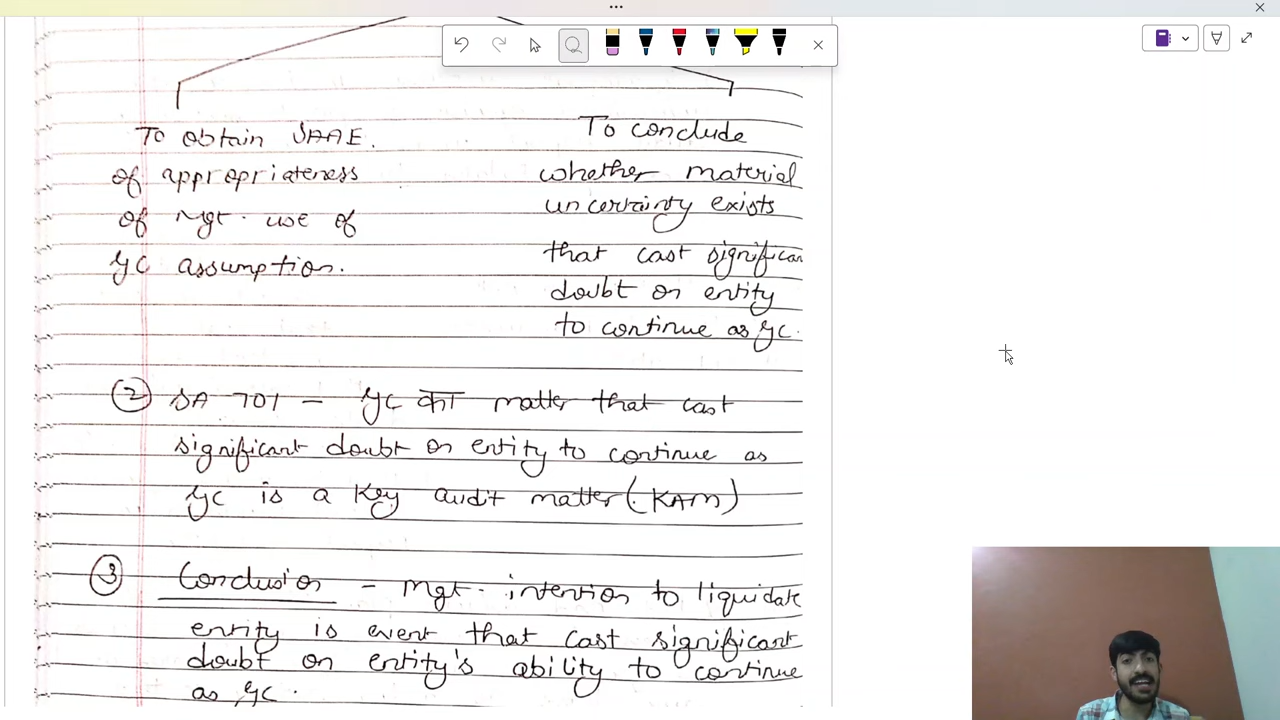 To obtain SAAE.
of appropriateness
of Mgt. use of
GC assumption.
To conclude
whether material
uncertainty exists
that cast significan
doubt on entity
to continue as GC.
② SA 701 – GC का matter that cast
significant doubt on entity to continue as
GC is a Key audit matter (KAM)
③ Conclusion – Mgt. intention to liquidate
entity is event that cast significant
doubt on entity's ability to continue
as GC.